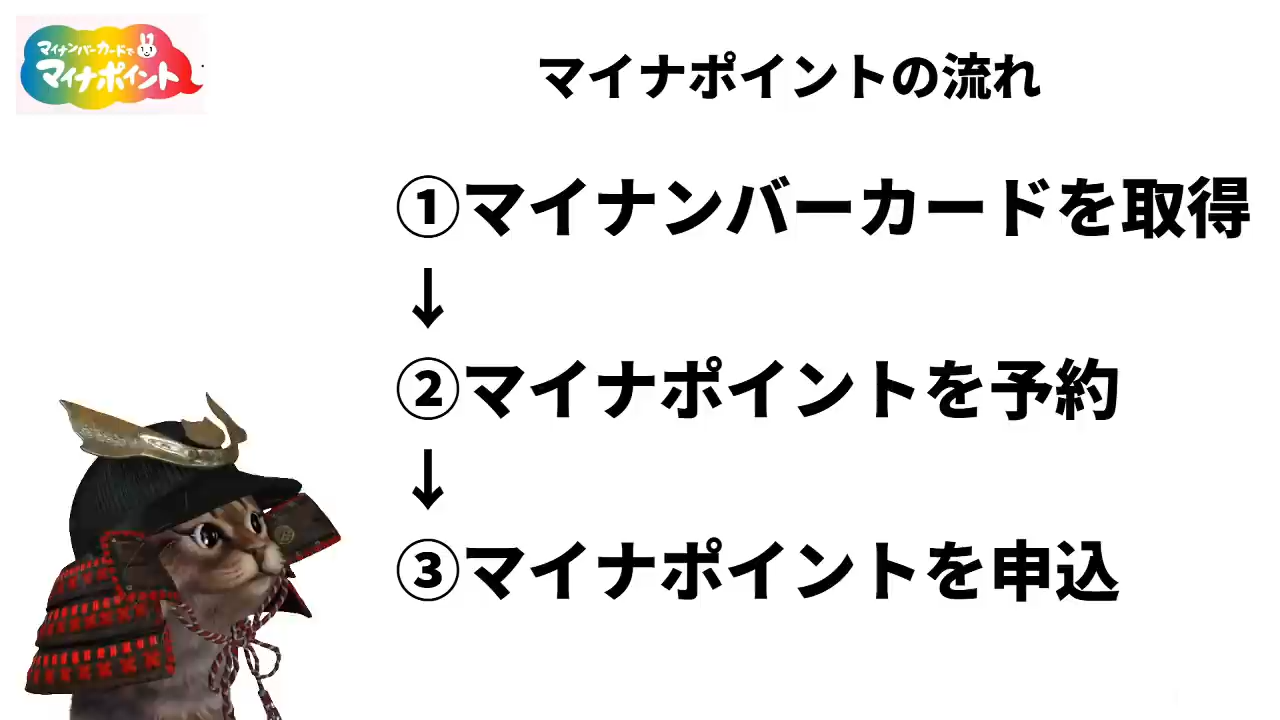 マイナンバーカードで
マイナポイント
マイナポイントの流れ
①マイナンバーカードを取得
↓
②マイナポイントを予約
↓
③マイナポイントを申込